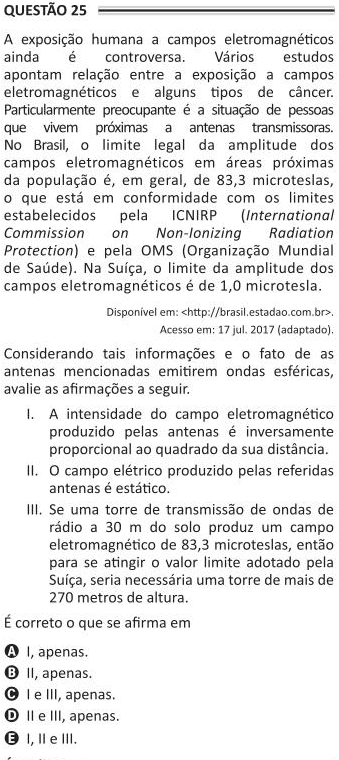 QUESTÃO 25
A exposição humana a campos eletromagnéticos
ainda é controversa. Vários estudos
apontam relação entre a exposição a campos
eletromagnéticos e alguns tipos de câncer.
Particularmente preocupante é a situação de pessoas
que vivem próximas a antenas transmissoras.
No Brasil, o limite legal da amplitude dos
campos eletromagnéticos em áreas próximas
da população é, em geral, de 83,3 microteslas,
o que está em conformidade com os limites
estabelecidos pela ICNIRP (International
Commission on Non-Ionizing Radiation
Protection) e pela OMS (Organização Mundial
de Saúde). Na Suíça, o limite da amplitude dos
campos eletromagnéticos é de 1,0 microtesla.
Disponível em: <http://brasil.estadao.com.br>.
Acesso em: 17 jul. 2017 (adaptado).
Considerando tais informações e o fato de as
antenas mencionadas emitirem ondas esféricas,
avalie as afirmações a seguir.
I. A intensidade do campo eletromagnético
produzido pelas antenas é inversamente
proporcional ao quadrado da sua distância.
II. O campo elétrico produzido pelas referidas
antenas é estático.
III. Se uma torre de transmissão de ondas de
rádio a 30 m do solo produz um campo
eletromagnético de 83,3 microteslas, então
para se atingir o valor limite adotado pela
Suíça, seria necessária uma torre de mais de
270 metros de altura.
É correto o que se afirma em
A I, apenas.
B II, apenas.
C I e III, apenas.
D II e III, apenas.
E I, II e III.